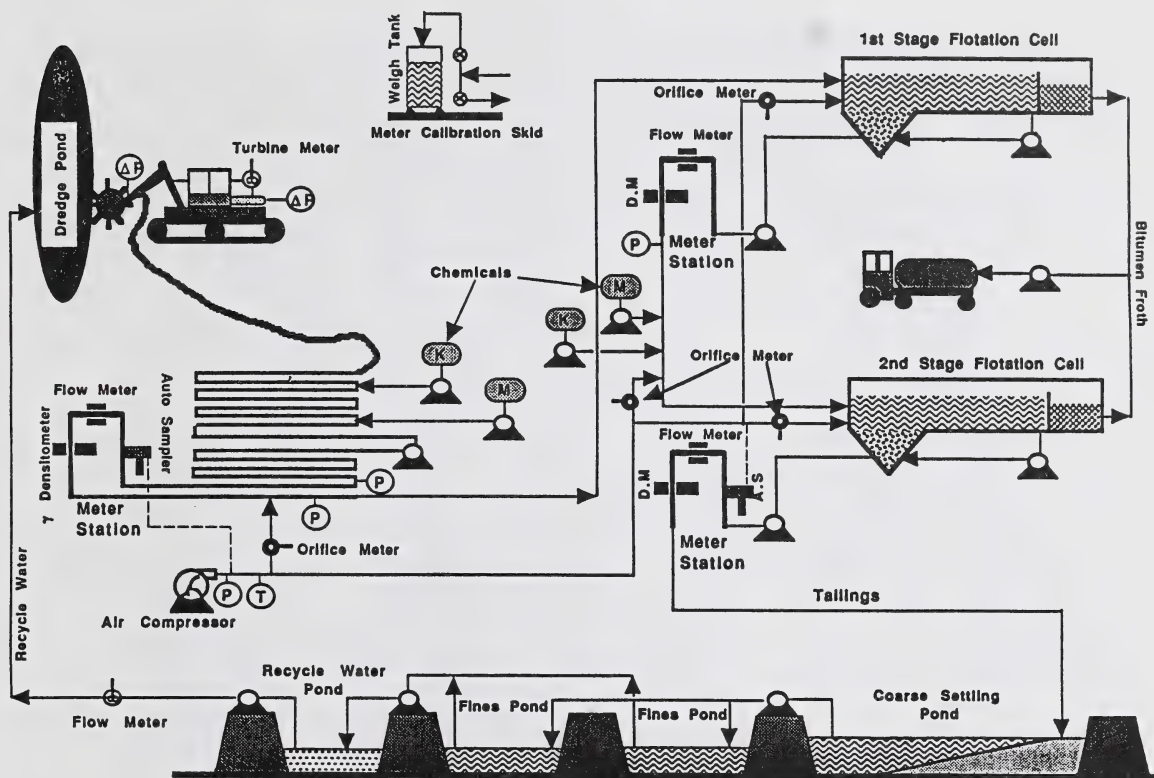 1st Stage Flotation Cell
Weigh Tank
Orifice Meter
Meter Calibration Skid
Flow Meter
Turbine Meter
ΔP
ΔP
Dredge Pond
D.M
P
Meter
Station
Chemicals
M
K
K
M
Bitumen Froth
Orifice Meter
2nd Stage Flotation Cell
Flow Meter
Auto Sampler
γ Densitometer
P
P
Meter
Station
Orifice Meter
Flow Meter
D.M
A.S
Meter
Station
P
T
Air Compressor
Tailings
Recycle Water
Recycle Water
Pond
Fines Pond
Fines Pond
Coarse Settling
Pond
Flow Meter